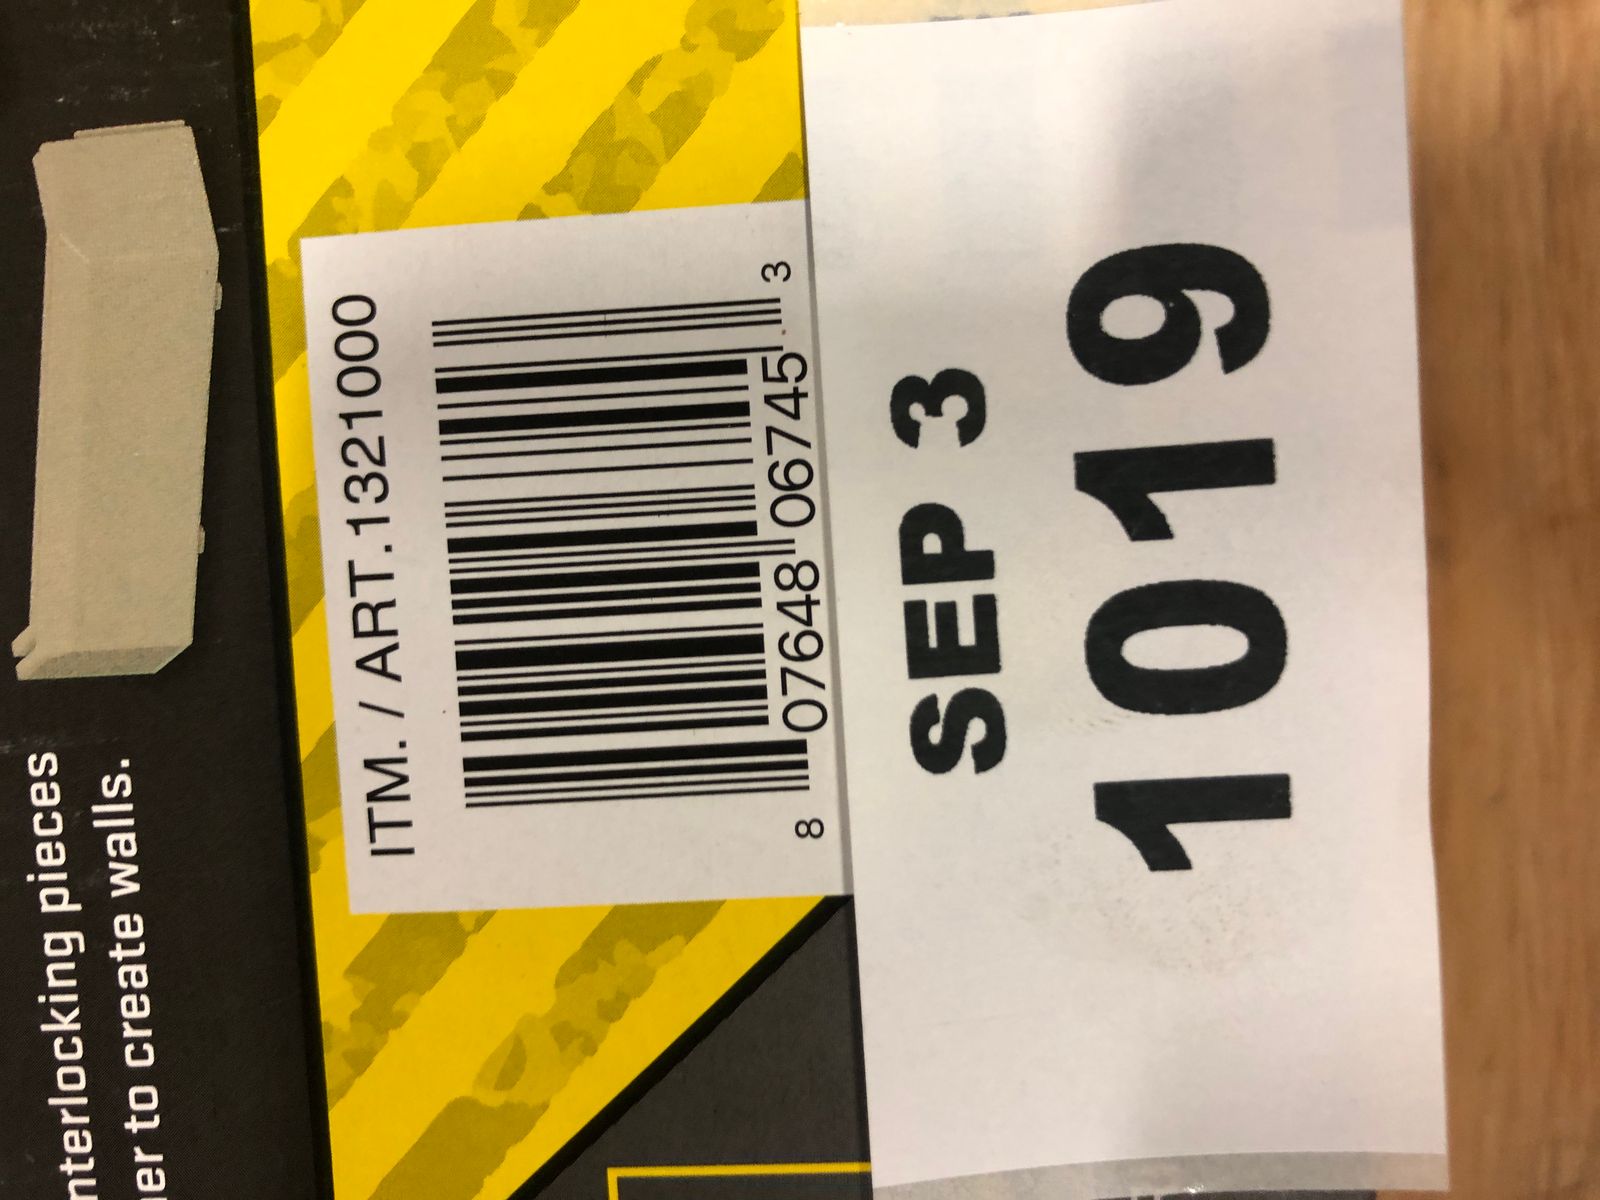 nterlocking pieces
er to create walls.
ITM. / ART.1321000
8 07648 06745 3
SEP 3
1019